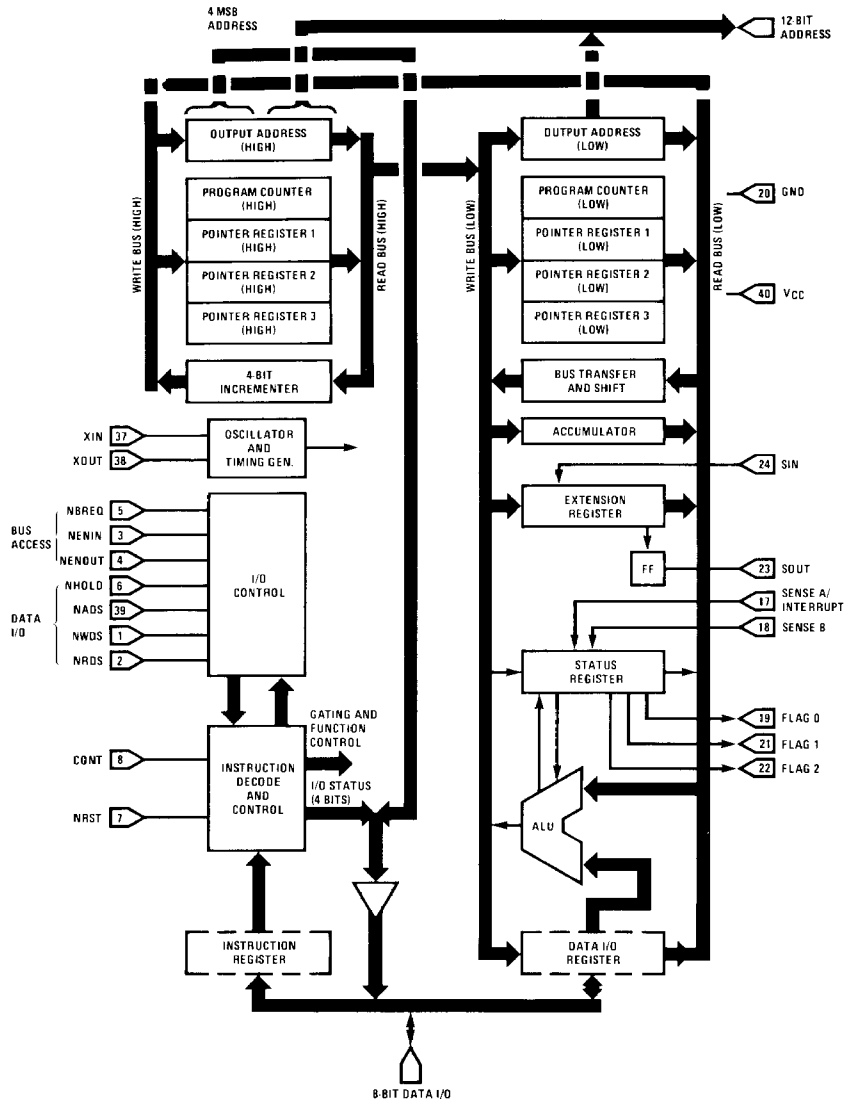 4 MSB
ADDRESS
12-BIT
ADDRESS
OUTPUT ADDRESS
(HIGH)
OUTPUT ADDRESS
(LOW)
WRITE BUS (HIGH)
READ BUS (HIGH)
WRITE BUS (LOW)
READ BUS (LOW)
PROGRAM COUNTER
(HIGH)
POINTER REGISTER 1
(HIGH)
POINTER REGISTER 2
(HIGH)
POINTER REGISTER 3
(HIGH)
PROGRAM COUNTER
(LOW)
POINTER REGISTER 1
(LOW)
POINTER REGISTER 2
(LOW)
POINTER REGISTER 3
(LOW)
20 GND
40 VCC
4-BIT
INCREMENTER
BUS TRANSFER
AND SHIFT
XIN 37
XOUT 38
OSCILLATOR
AND
TIMING GEN.
ACCUMULATOR
24 SIN
EXTENSION
REGISTER
FF
23 SOUT
BUS
ACCESS
NBREQ 5
NENIN 3
NENOUT 4
DATA
I/O
NHOLD 6
NADS 39
NWDS 1
NRDS 2
I/O
CONTROL
17 SENSE A/
INTERRUPT
18 SENSE B
STATUS
REGISTER
19 FLAG 0
21 FLAG 1
22 FLAG 2
GATING AND
FUNCTION
CONTROL
CONT 8
NRST 7
INSTRUCTION
DECODE
AND
CONTROL
I/O STATUS
(4 BITS)
ALU
INSTRUCTION
REGISTER
DATA I/O
REGISTER
8-BIT DATA I/O